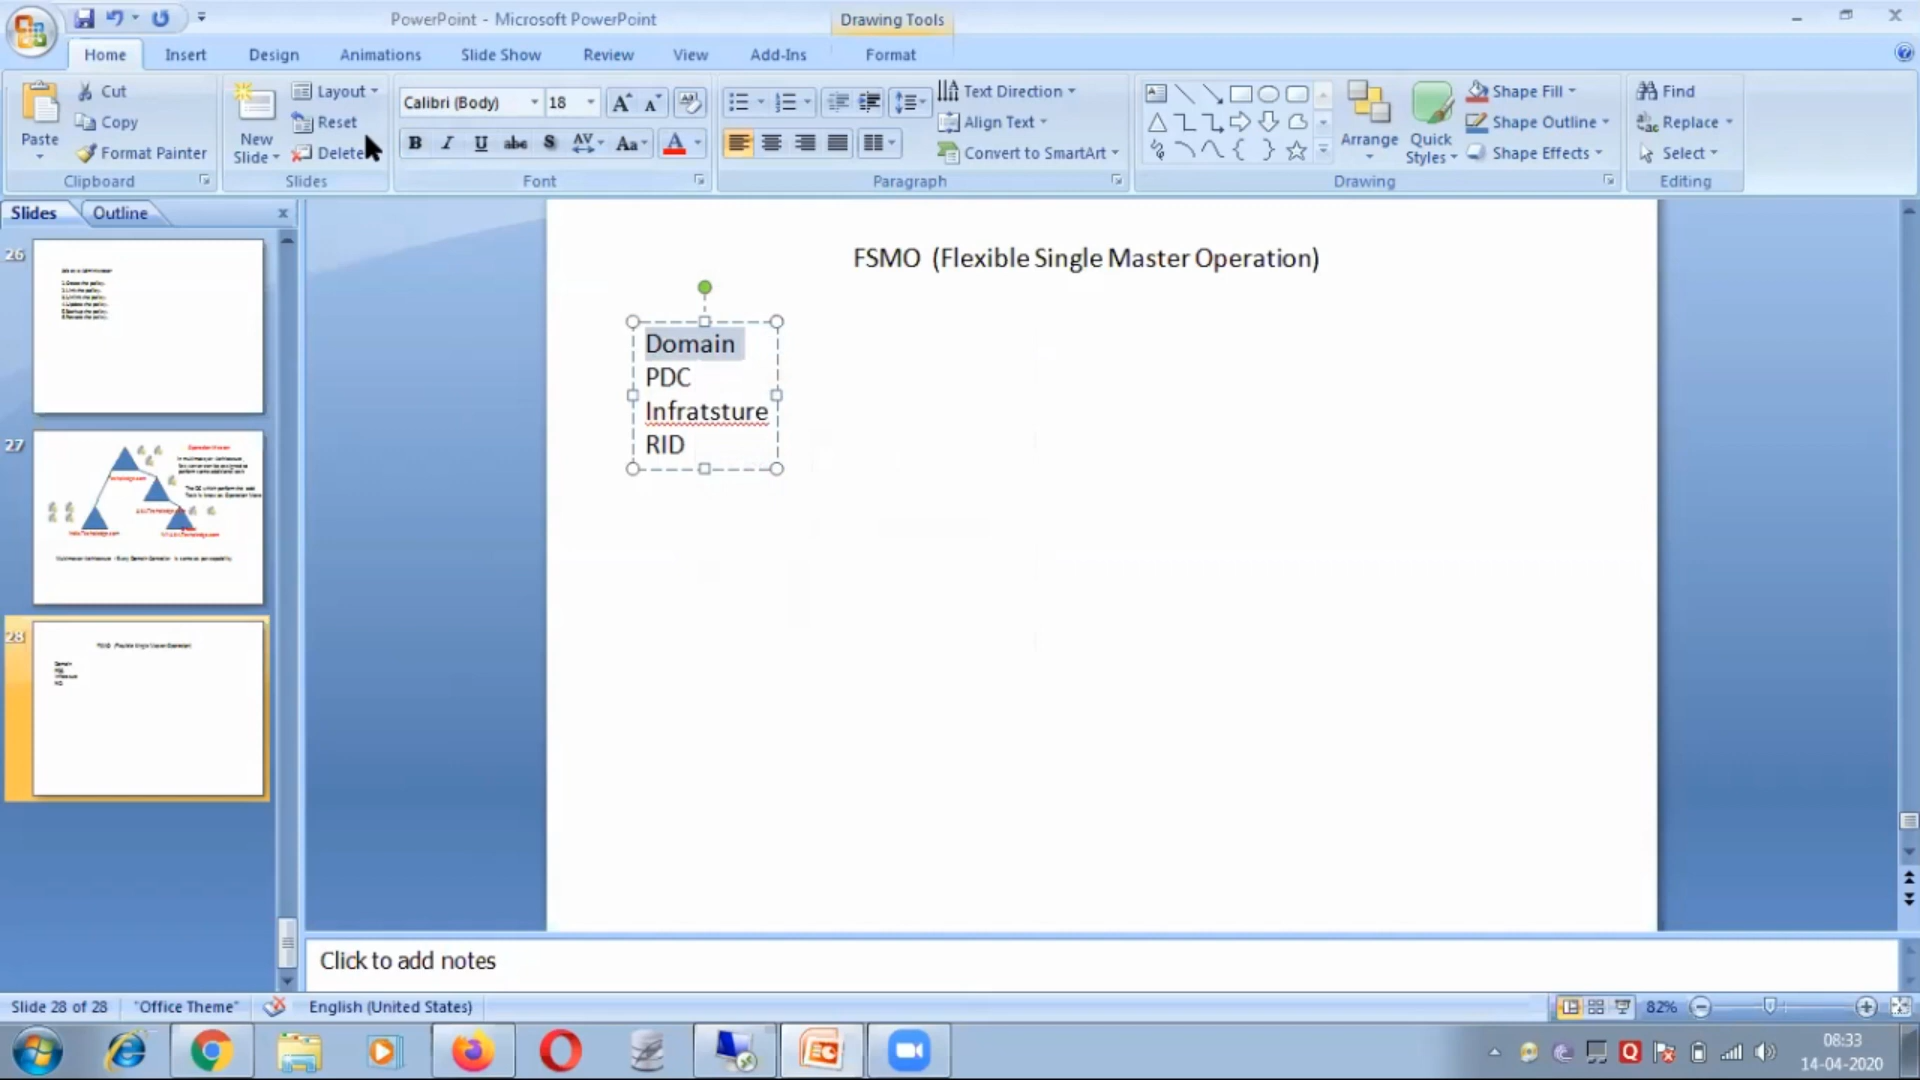 PowerPoint - Microsoft PowerPoint
Drawing Tools
Home
Insert
Design
Animations
Slide Show
Review
View
Add-Ins
Format
Paste
Cut
Copy
Format Painter
Clipboard
New Slide
Layout
Reset
Delete
Slides
Calibri (Body)
18
Font
Text Direction
Align Text
Convert to SmartArt
Paragraph
Arrange
Quick Styles
Shape Fill
Shape Outline
Shape Effects
Drawing
Find
Replace
Select
Editing
Slides
Outline
26
27
28
FSMO (Flexible Single Master Operation)
Domain
PDC
Infratsture
RID
Click to add notes
Slide 28 of 28
"Office Theme"
English (United States)
82%
08:33
14-04-2020